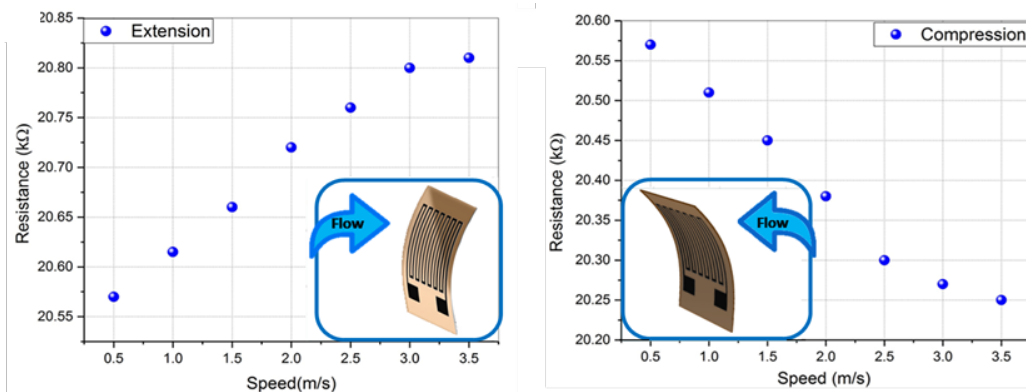 Extension
20.85
20.80
20.75
20.70
20.65
20.60
20.55
Resistance (kΩ)
Flow
0.5 1.0 1.5 2.0 2.5 3.0 3.5
Speed(m/s)
Compression
20.60
20.55
20.50
20.45
20.40
20.35
20.30
20.25
20.20
Resistance (kΩ)
Flow
0.5 1.0 1.5 2.0 2.5 3.0 3.5
Speed (m/s)